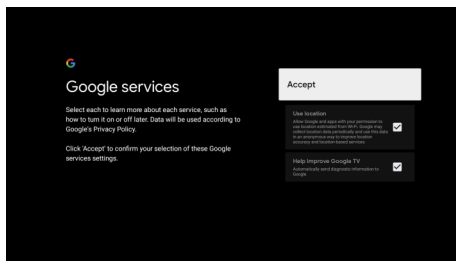 Google services
Select each to learn more about each service, such as
how to turn it on or off later. Data will be used according to
Google's Privacy Policy.
Click 'Accept' to confirm your selection of these Google
services settings.
Accept
Use location
Allow Google and apps with your permission to
use location estimated from Wi-Fi. Google may
collect location data periodically and use this data
in an anonymous way to improve location
accuracy and location-based services
Help improve Google TV
Automatically send diagnostic information to
Google